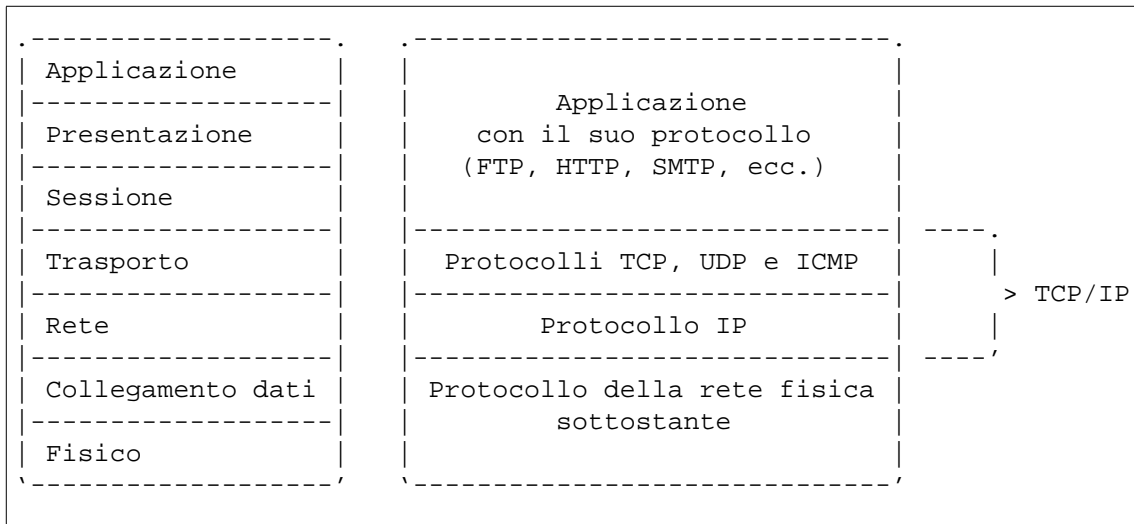 Applicazione
Presentazione
Sessione
Trasporto
Rete
Collegamento dati
Fisico
Applicazione
con il suo protocollo
(FTP, HTTP, SMTP, ecc.)
Protocolli TCP, UDP e ICMP
Protocollo IP
Protocollo della rete fisica
sottostante
> TCP/IP